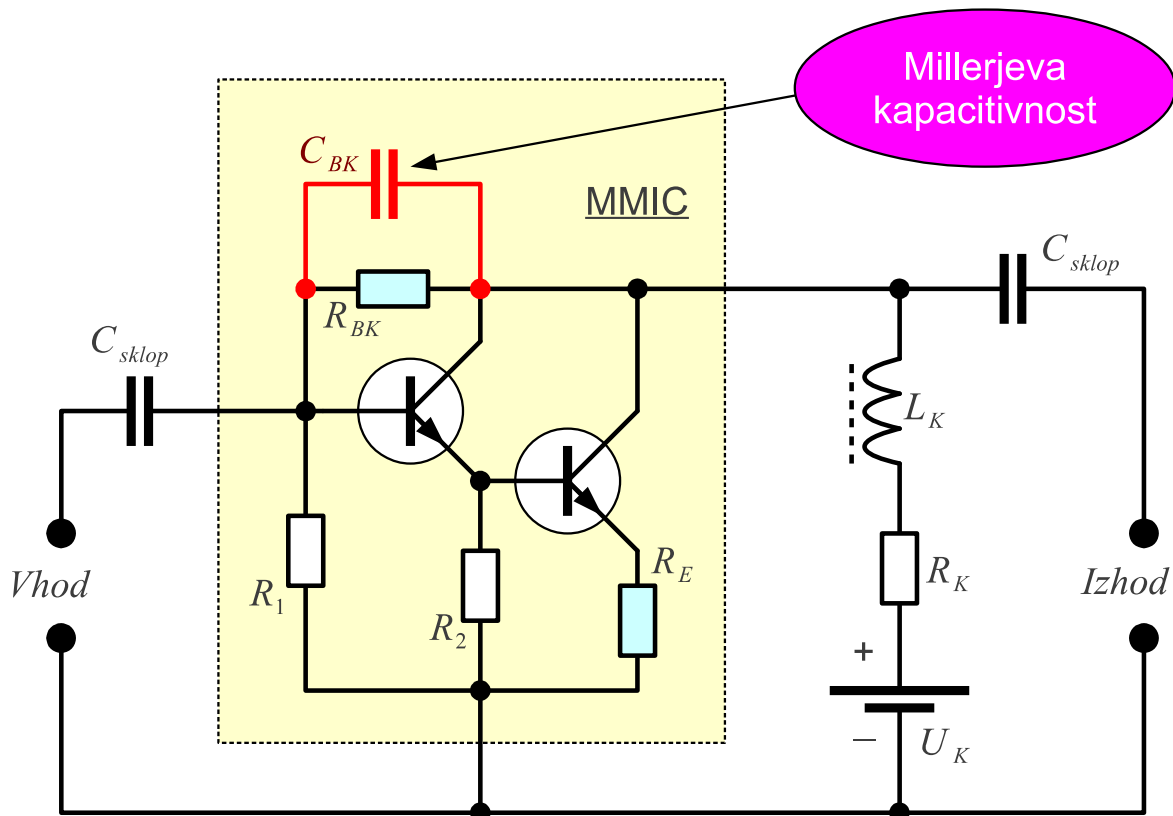 Millerjeva
kapacitivnost
C_BK
MMIC
C_sklop
R_BK
C_sklop
L_K
R_E
R_K
Vhod
R_1
R_2
Izhod
+
−
U_K